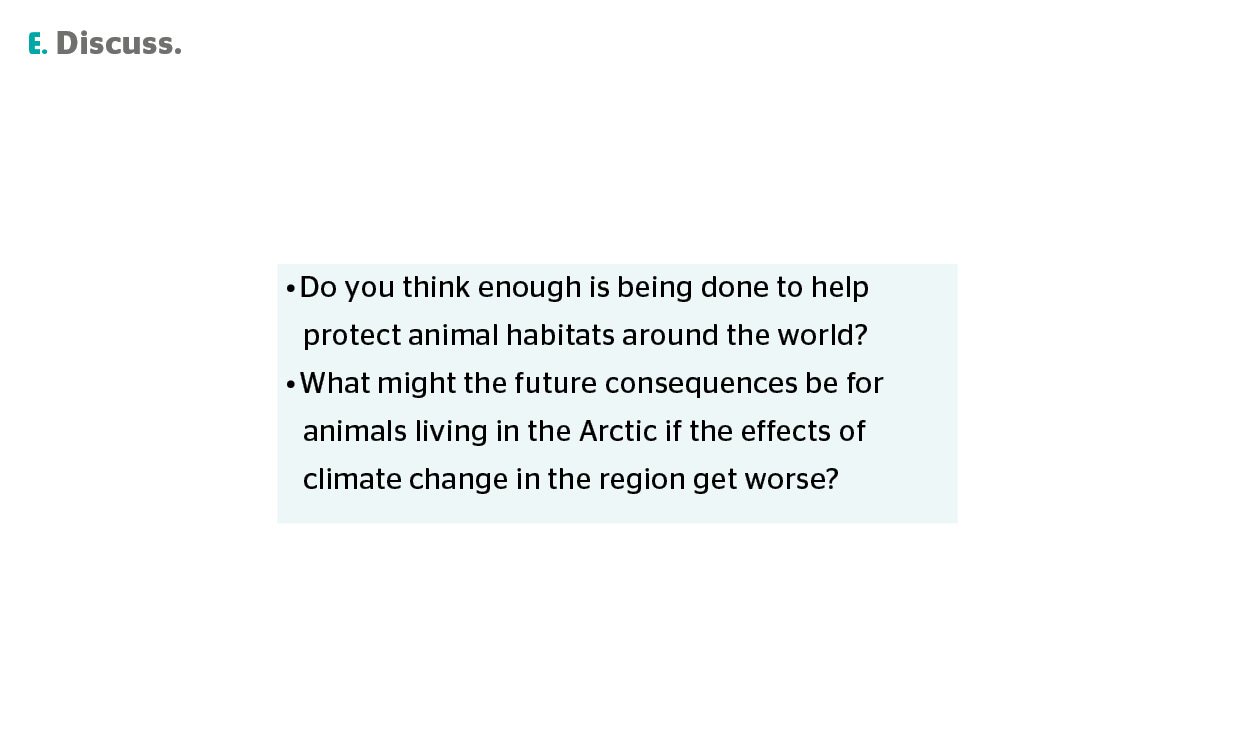 E. Discuss.
•Do you think enough is being done to help
protect animal habitats around the world?
•What might the future consequences be for
animals living in the Arctic if the effects of
climate change in the region get worse?